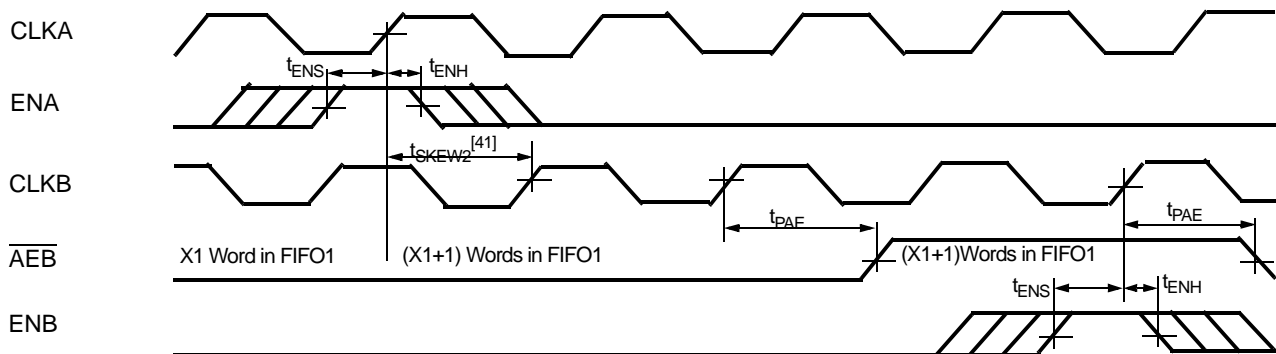 CLKA
tENS
tENH
ENA
tSKEW2[41]
CLKB
tPAE
tPAE
AEB
X1 Word in FIFO1
(X1+1) Words in FIFO1
(X1+1)Words in FIFO1
tENS
tENH
ENB